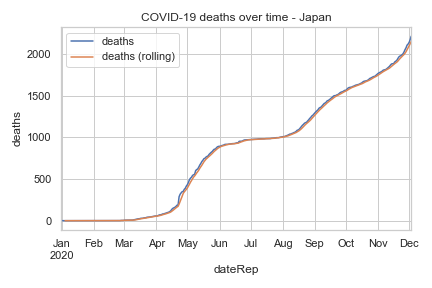 COVID-19 deaths over time - Japan
deaths
deaths (rolling)
2000
1500
1000
500
0
deaths
Jan Feb Mar Apr May Jun Jul Aug Sep Oct Nov Dec
2020
dateRep